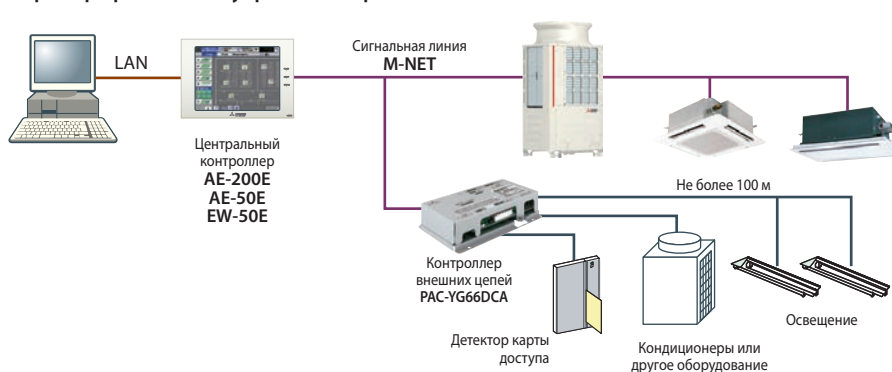 LAN
Сигнальная линия
M-NET
Центральный
контроллер
AE-200E
AE-50E
EW-50E
Не более 100 м
Контроллер
внешних цепей
PAC-YG66DCA
Детектор карты
доступа
Кондиционеры или
другое оборудование
Освещение